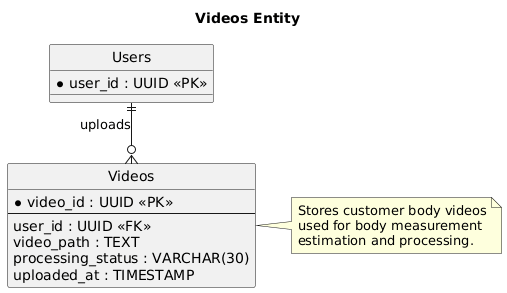 Videos Entity
Users
* user_id : UUID «PK»
uploads
Videos
* video_id : UUID «PK»
user_id : UUID «FK»
video_path : TEXT
processing_status : VARCHAR(30)
uploaded_at : TIMESTAMP
Stores customer body videos
used for body measurement
estimation and processing.